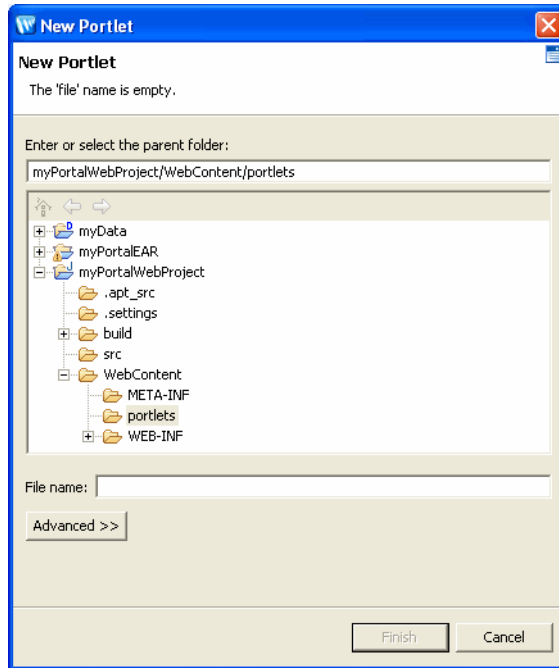 New Portlet
New Portlet
The 'file' name is empty.
Enter or select the parent folder:
myPortalWebProject/WebContent/portlets
myData
myPortalEAR
myPortalWebProject
.apt_src
.settings
build
src
WebContent
META-INF
portlets
WEB-INF
File name:
Advanced >>
Finish
Cancel